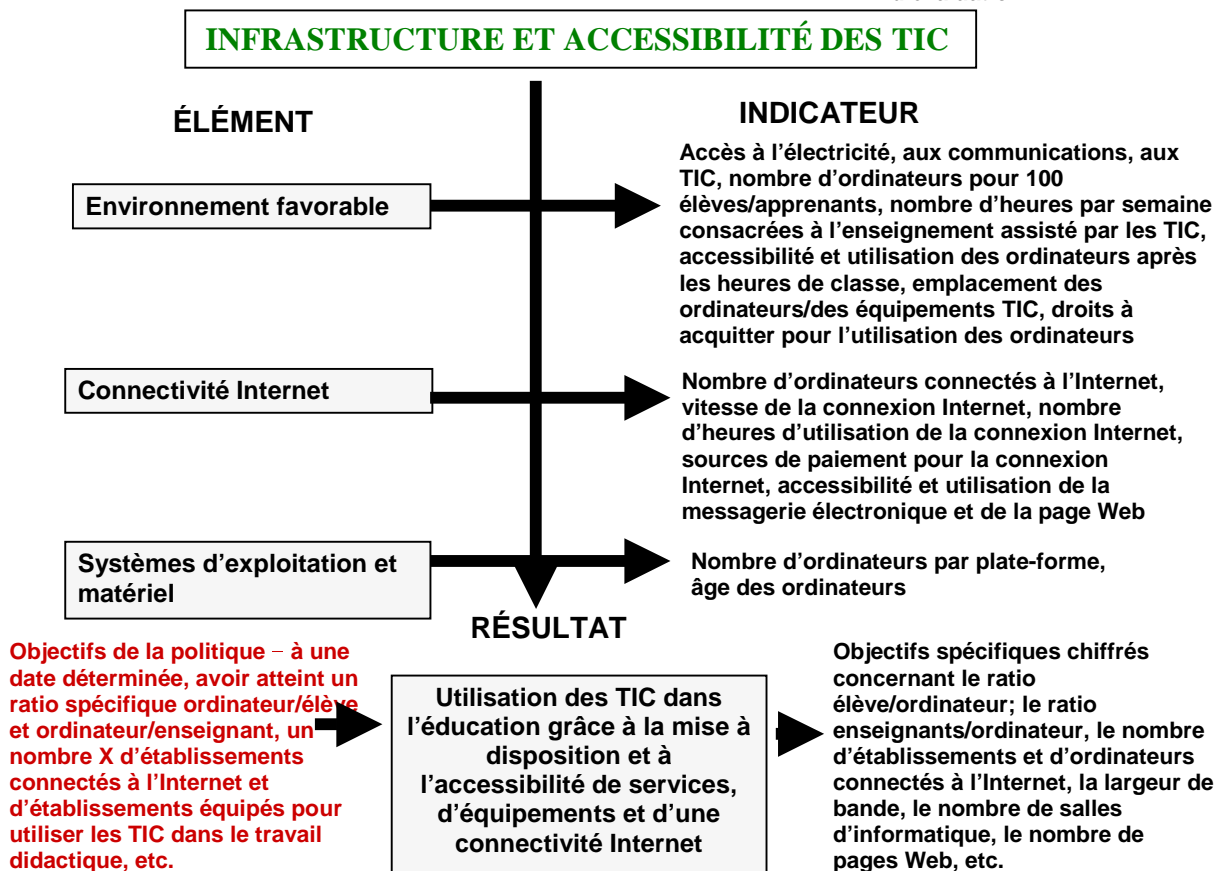 INFRASTRUCTURE ET ACCESSIBILITÉ DES TIC
ÉLÉMENT
INDICATEUR
Environnement favorable
Accès à l’électricité, aux communications, aux
TIC, nombre d’ordinateurs pour 100
élèves/apprenants, nombre d’heures par semaine
consacrées à l’enseignement assisté par les TIC,
accessibilité et utilisation des ordinateurs après
les heures de classe, emplacement des
ordinateurs/des équipements TIC, droits à
acquitter pour l’utilisation des ordinateurs
Connectivité Internet
Nombre d’ordinateurs connectés à l’Internet,
vitesse de la connexion Internet, nombre
d’heures d’utilisation de la connexion Internet,
sources de paiement pour la connexion
Internet, accessibilité et utilisation de la
messagerie électronique et de la page Web
Systèmes d’exploitation et
matériel
Nombre d’ordinateurs par plate-forme,
âge des ordinateurs
RÉSULTAT
Objectifs de la politique – à une
date déterminée, avoir atteint un
ratio spécifique ordinateur/élève
et ordinateur/enseignant, un
nombre X d’établissements
connectés à l’Internet et
d’établissements équipés pour
utiliser les TIC dans le travail
didactique, etc.
Utilisation des TIC dans
l’éducation grâce à la mise à
disposition et à
l’accessibilité de services,
d’équipements et d’une
connectivité Internet
Objectifs spécifiques chiffrés
concernant le ratio
élève/ordinateur; le ratio
enseignants/ordinateur, le nombre
d’établissements et d’ordinateurs
connectés à l’Internet, la largeur de
bande, le nombre de salles
d’informatique, le nombre de
pages Web, etc.